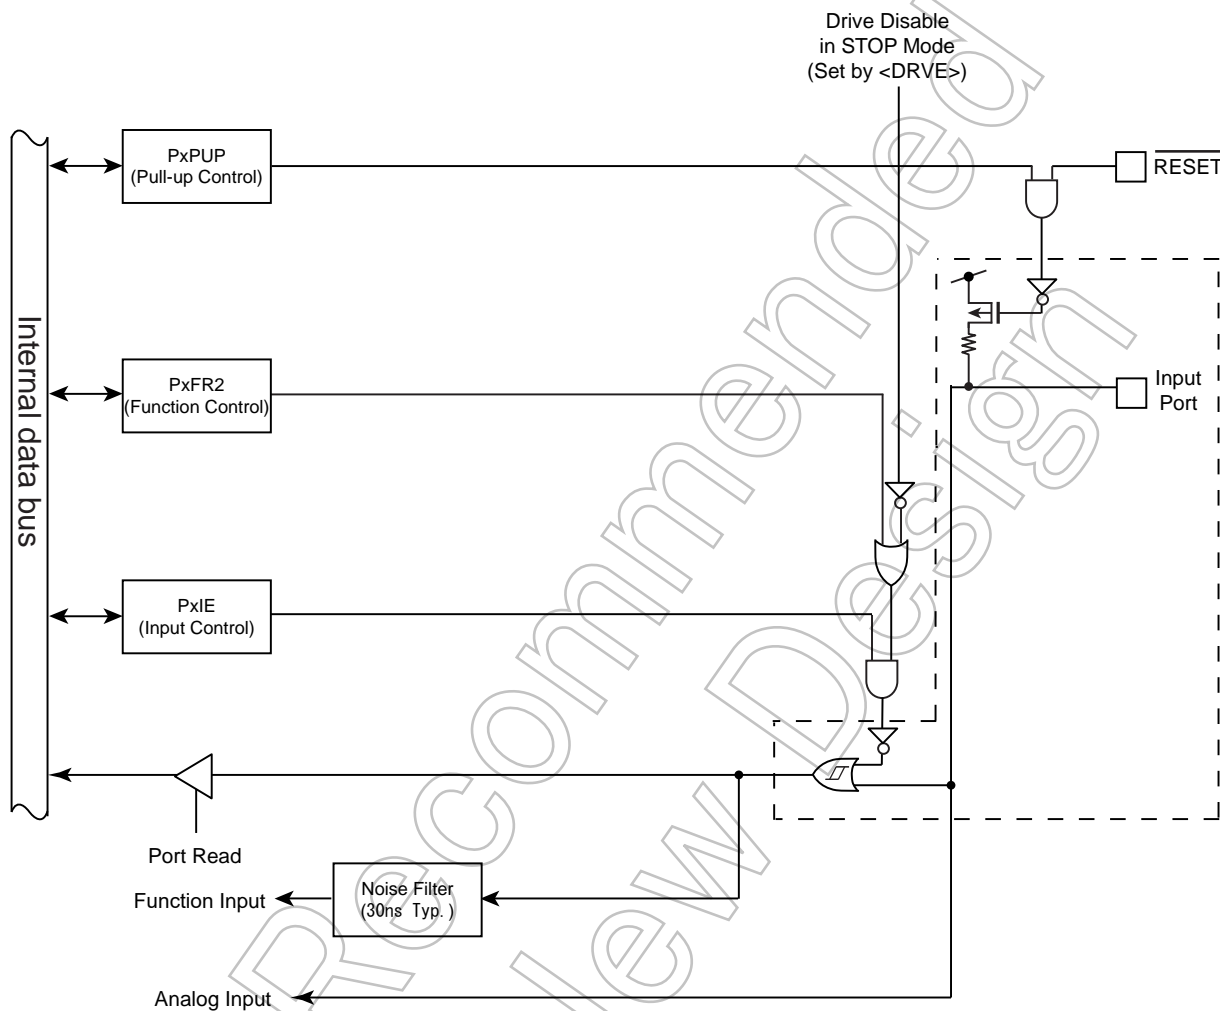 Drive Disable
in STOP Mode
(Set by <DRVE>)
PxPUP
(Pull-up Control)
RESET
Internal data bus
PxFR2
(Function Control)
Input
Port
PxIE
(Input Control)
Port Read
Noise Filter
(30ns Typ. )
Function Input
Analog Input
Recommended
New Design